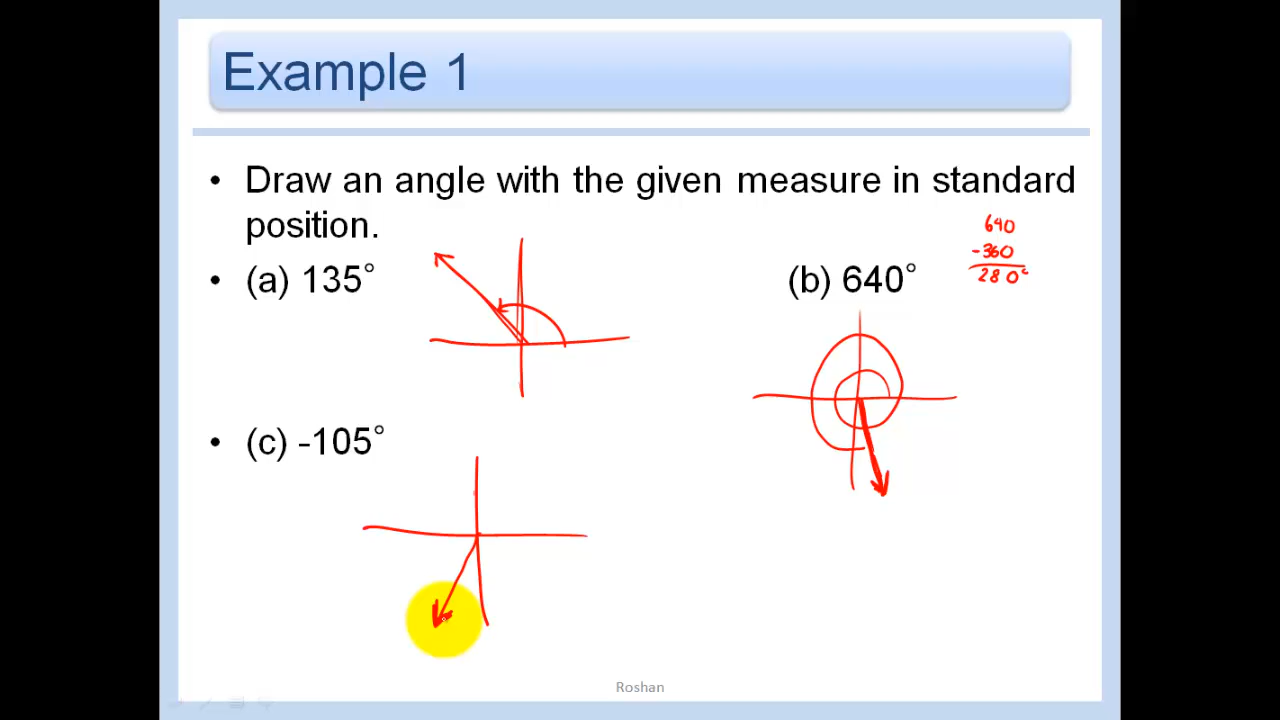 Example 1
• Draw an angle with the given measure in standard
position.
• (a) 135°
(b) 640°
640
-360
280°
• (c) -105°
Roshan